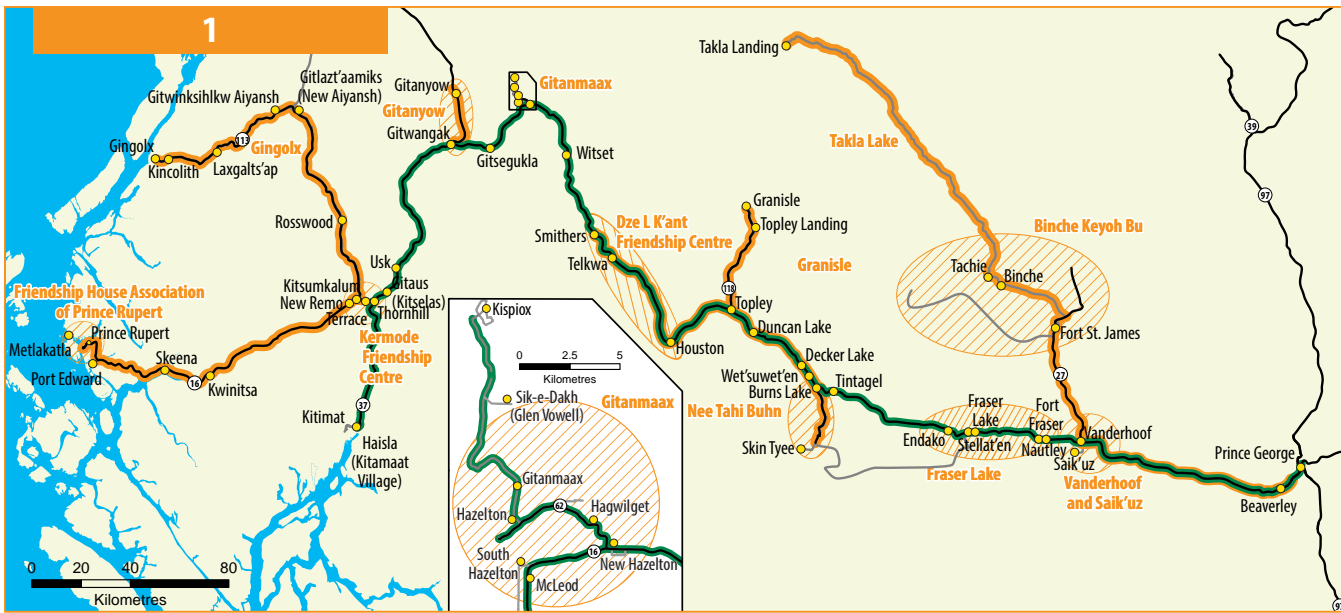 1
Takla Landing
Gitlazt'aamiks
(New Aiyansh)
Gitwinksihlkw Aiyansh
Gitanyow
Gitanyow
Gitanmaax
39
113
Gingolx
Gingolx
Kincolith
Laxgalts'ap
Gitwangak
Gitsegukla
Witset
Takla Lake
97
Rosswood
Granisle
Topley Landing
Dze L K'ant
Friendship Centre
Smithers
Telkwa
Granisle
Binche Keyoh Bu
Tachie
Binche
Usk
Gitaus
(Kitselas)
Kitsumkalum
New Remo
Terrace
Thornhill
Friendship House Association
of Prince Rupert
Prince Rupert
Metlakatla
Port Edward
Skeena
16
Kwinitsa
Kermode
Friendship
Centre
37
Kitimat
Haisla
(Kitamaat
Village)
118
Topley
Duncan Lake
Houston
Decker Lake
Wet'suwet'en
Burns Lake
Tintagel
Nee Tahi Buhn
Skin Tyee
Fort St. James
27
Fraser
Lake
Fort
Fraser
Endako
Stellat'en
Nautley
Fraser Lake
Vanderhoof
Saik'uz
Vanderhoof
and Saik'uz
Prince George
Beaverley
Kispiox
0 2.5 5
Kilometres
Sik-e-Dakh
(Glen Vowell)
Gitanmaax
Gitanmaax
Hazelton
62
Hagwilget
16
New Hazelton
South
Hazelton
McLeod
0 20 40 80
Kilometres